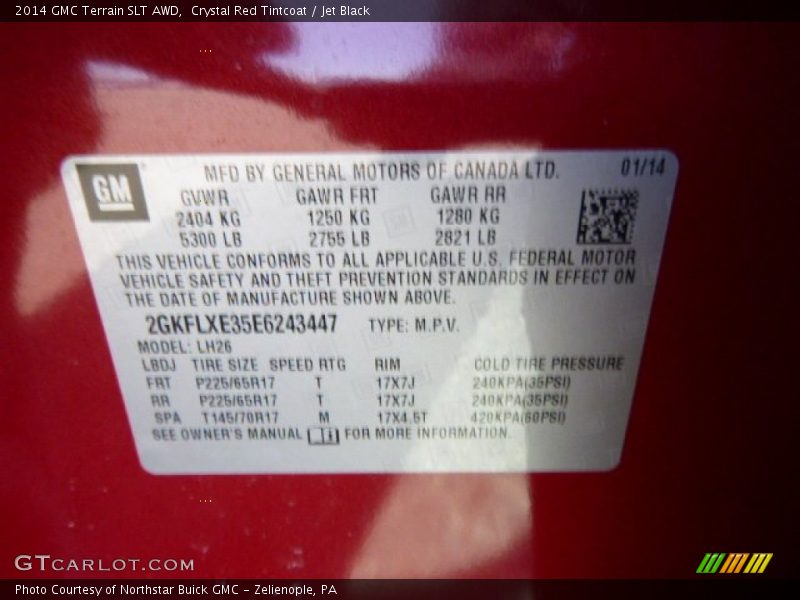 2014 GMC Terrain SLT AWD, Crystal Red Tintcoat / Jet Black
GM
MFD BY GENERAL MOTORS OF CANADA LTD. 01/14
GVWR GAWR FRT GAWR RR
2404 KG 1250 KG 1280 KG
5300 LB 2755 LB 2821 LB
THIS VEHICLE CONFORMS TO ALL APPLICABLE U.S. FEDERAL MOTOR
VEHICLE SAFETY AND THEFT PREVENTION STANDARDS IN EFFECT ON
THE DATE OF MANUFACTURE SHOWN ABOVE.
2GKFLXE35E6243447 TYPE: M.P.V.
MODEL: LH26
LBDJ TIRE SIZE SPEED RTG RIM COLD TIRE PRESSURE
FRT P225/65R17 T 17X7J 240KPA(35PSI)
RR P225/65R17 T 17X7J 240KPA(35PSI)
SPA T145/70R17 M 17X4.5T 420KPA(60PSI)
SEE OWNER'S MANUAL FOR MORE INFORMATION.
GTCARLOT.COM
Photo Courtesy of Northstar Buick GMC - Zelienople, PA